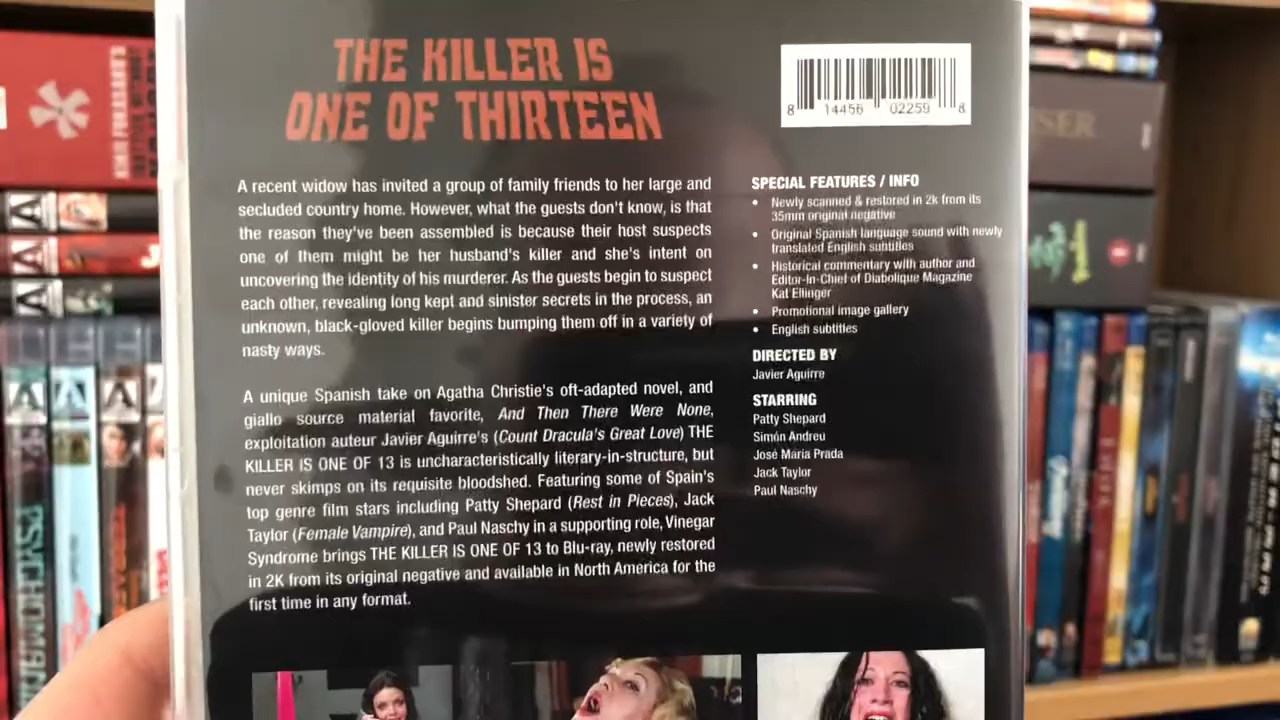 THE KILLER IS
ONE OF THIRTEEN
8 14456 02259 8
A recent widow has invited a group of family friends to her large and
secluded country home. However, what the guests don't know, is that
the reason they've been assembled is because their host suspects
one of them might be her husband's killer and she's intent on
uncovering the identity of his murderer. As the guests begin to suspect
each other, revealing long kept and sinister secrets in the process, an
unknown, black-gloved killer begins bumping them off in a variety of
nasty ways.
A unique Spanish take on Agatha Christie's oft-adapted novel, and
giallo source material favorite, And Then There Were None,
exploitation auteur Javier Aguirre's (Count Dracula's Great Love) THE
KILLER IS ONE OF 13 is uncharacteristically literary-in-structure, but
never skimps on its requisite bloodshed. Featuring some of Spain's
top genre film stars including Patty Shepard (Rest in Pieces), Jack
Taylor (Female Vampire), and Paul Naschy in a supporting role, Vinegar
Syndrome brings THE KILLER IS ONE OF 13 to Blu-ray, newly restored
in 2K from its original negative and available in North America for the
first time in any format.
SPECIAL FEATURES / INFO
• Newly scanned & restored in 2k from its
35mm original negative
• Original Spanish language sound with newly
translated English subtitles
• Historical commentary with author and
Editor-in-Chief of Diabolique Magazine
Kat Ellinger
• Promotional image gallery
• English subtitles
DIRECTED BY
Javier Aguirre
STARRING
Patty Shepard
Simón Andreu
José María Prada
Jack Taylor
Paul Naschy